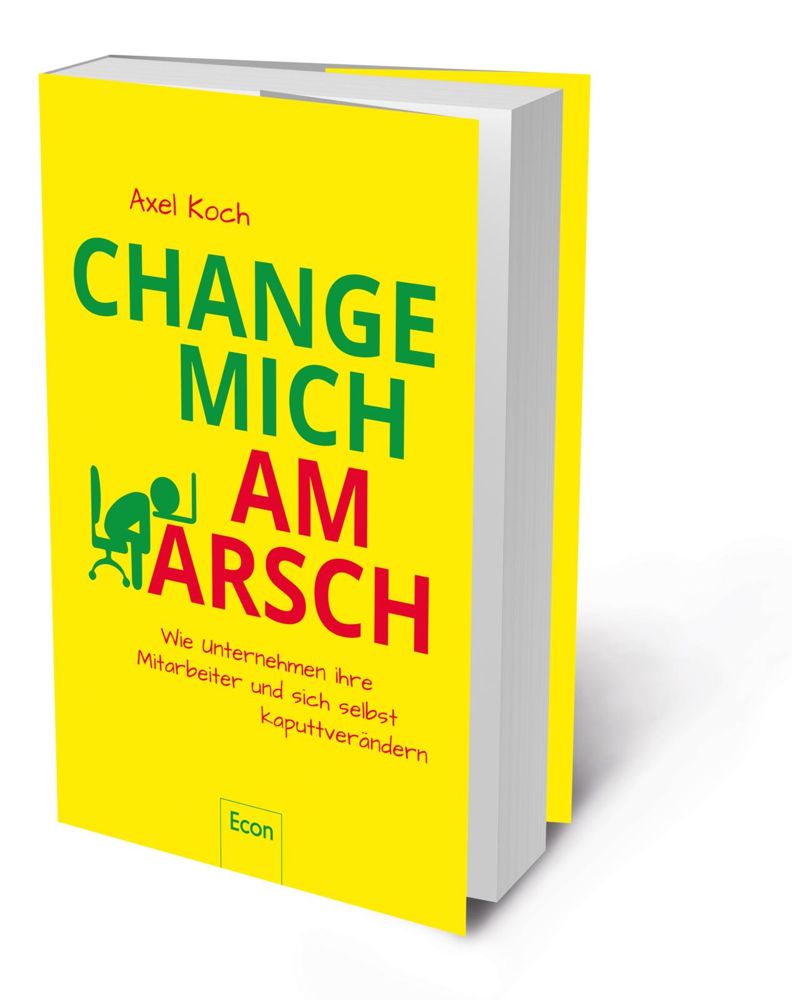 Axel Koch
CHANGE
MICH
AM
ARSCH
Wie Unternehmen ihre
Mitarbeiter und sich selbst
kaputtverändern
Econ